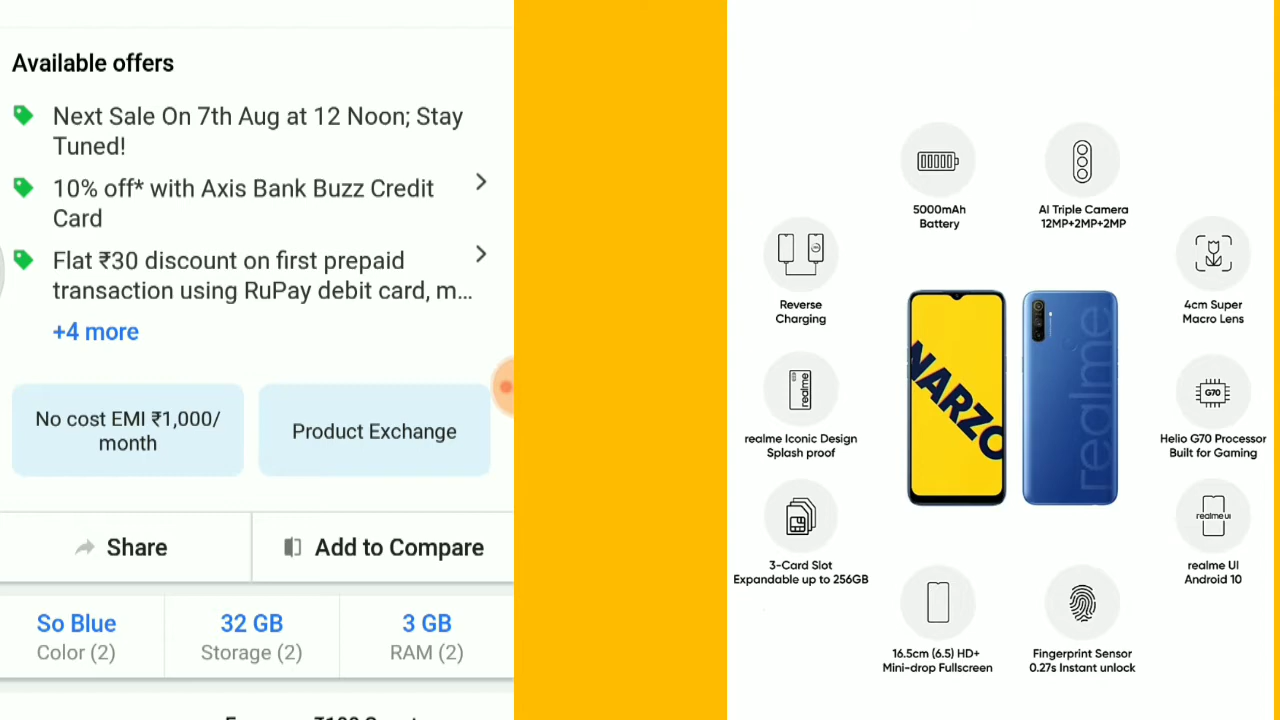 Available offers
Next Sale On 7th Aug at 12 Noon; Stay
Tuned!
10% off* with Axis Bank Buzz Credit
Card
Flat ₹30 discount on first prepaid
transaction using RuPay debit card, m...
+4 more
No cost EMI ₹1,000/
month
Product Exchange
Share
Add to Compare
So Blue
Color (2)
32 GB
Storage (2)
3 GB
RAM (2)
5000mAh
Battery
AI Triple Camera
12MP+2MP+2MP
Reverse
Charging
4cm Super
Macro Lens
NARZO
realme
realme
realme Iconic Design
Splash proof
G70
Helio G70 Processor
Built for Gaming
3-Card Slot
Expandable up to 256GB
realme UI
realme UI
Android 10
16.5cm (6.5) HD+
Mini-drop Fullscreen
Fingerprint Sensor
0.27s Instant unlock